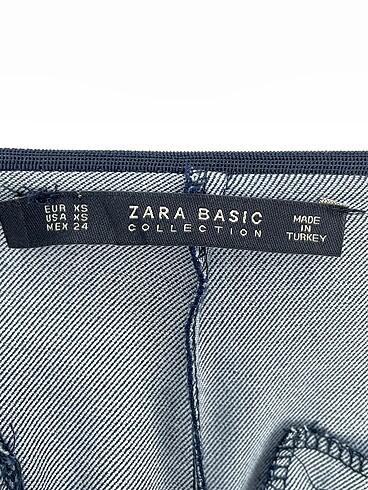 EUR XS
USA XS
MEX 24
ZARA BASIC
COLLECTION
MADE
IN
TURKEY